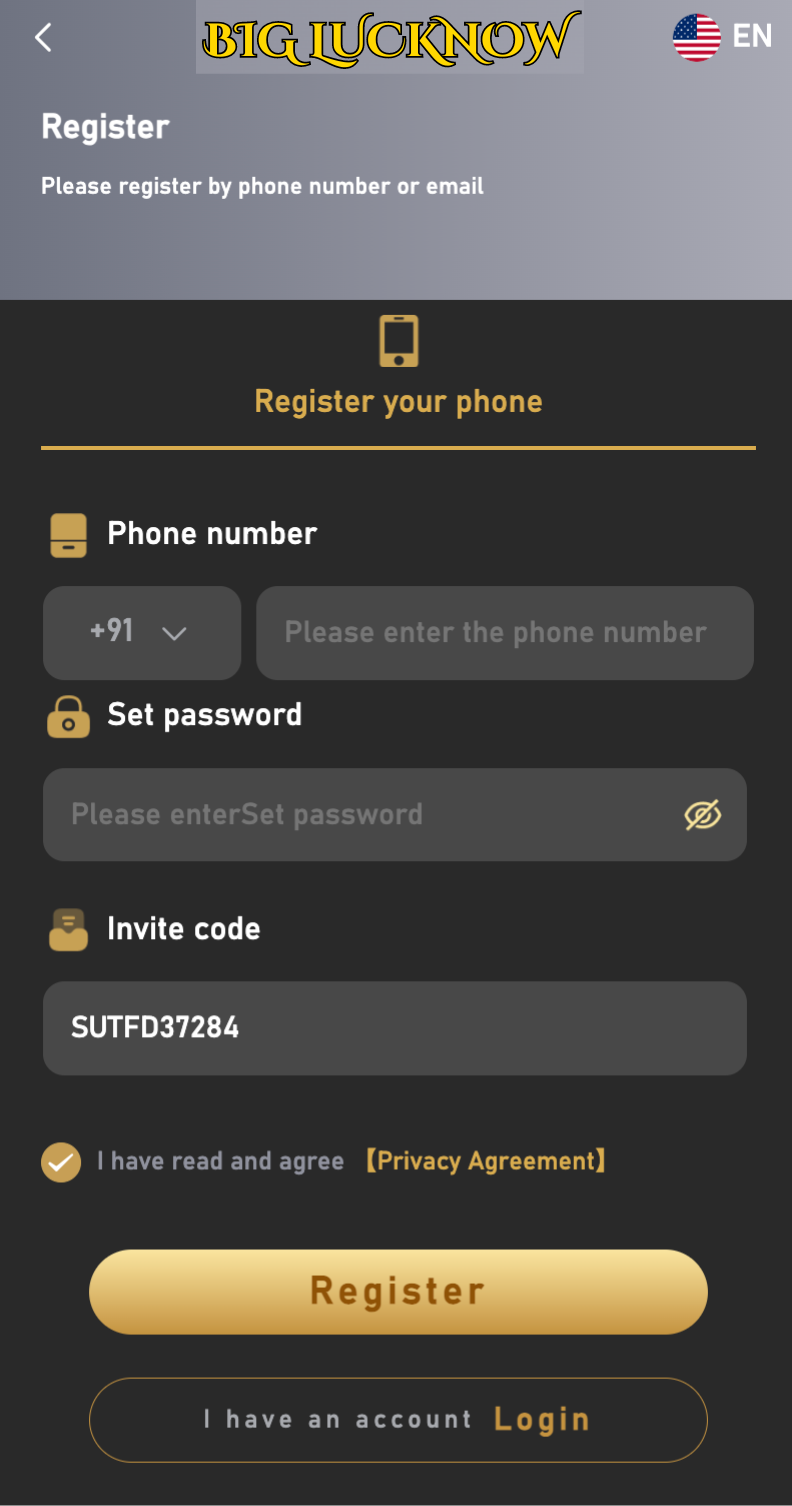 BIG LUCKNOW
EN
Register
Please register by phone number or email
Register your phone
Phone number
+91
Please enter the phone number
Set password
Please enterSet password
Invite code
SUTFD37284
I have read and agree 【Privacy Agreement】
Register
I have an account Login